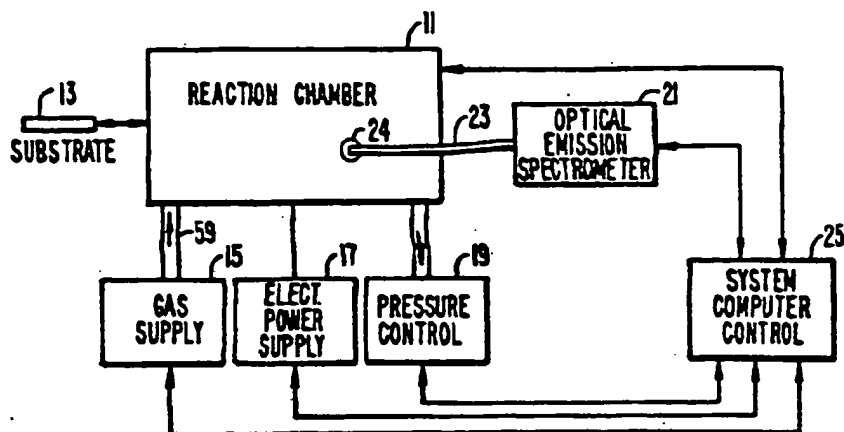 11
REACTION CHAMBER
13
SUBSTRATE
24
23
21
OPTICAL
EMISSION
SPECTROMETER
59
15
GAS
SUPPLY
17
ELECT.
POWER
SUPPLY
19
PRESSURE
CONTROL
25
SYSTEM
COMPUTER
CONTROL